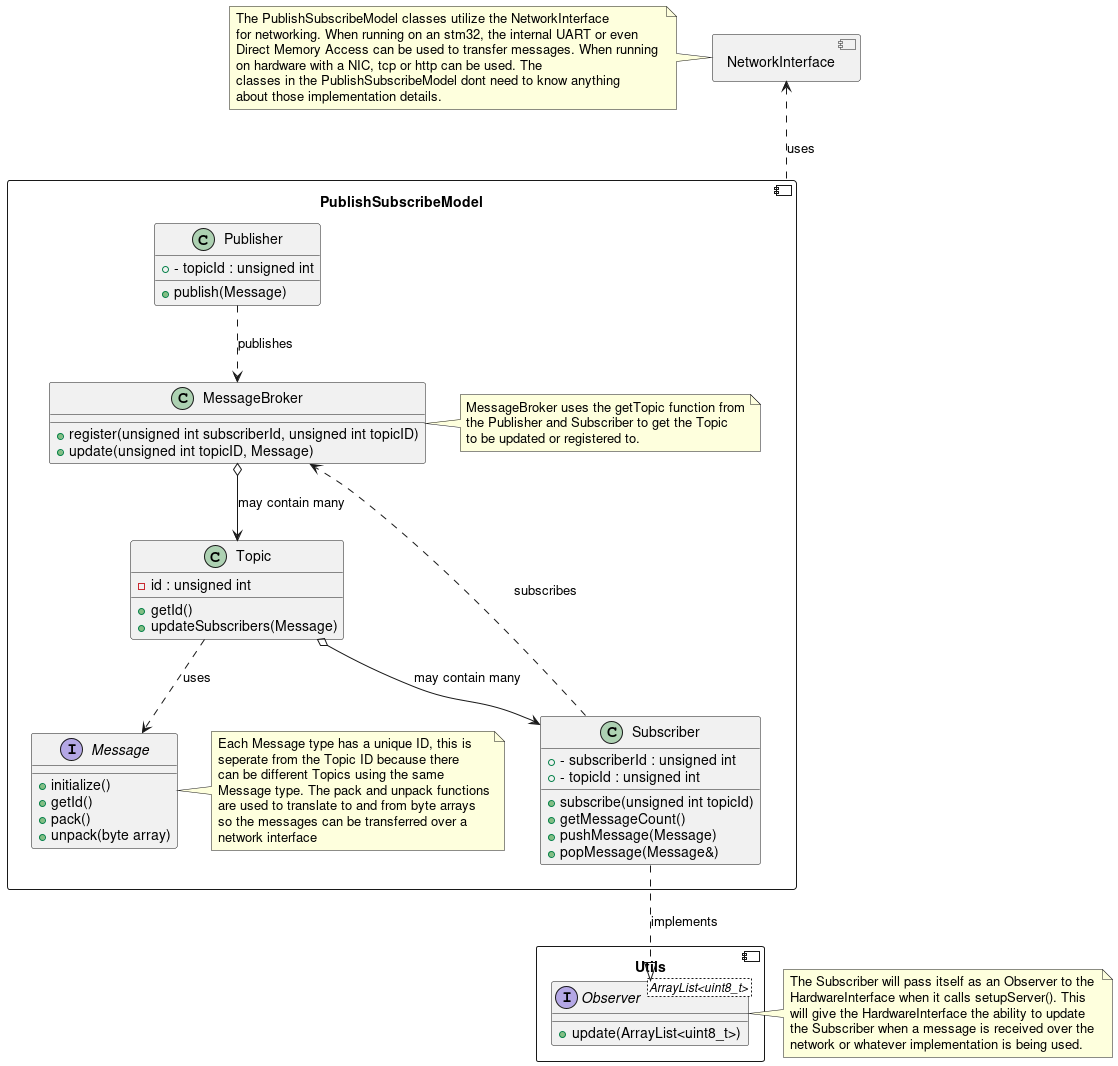 The PublishSubscribeModel classes utilize the NetworkInterface
for networking. When running on an stm32, the internal UART or even
Direct Memory Access can be used to transfer messages. When running
on hardware with a NIC, tcp or http can be used. The
classes in the PublishSubscribeModel dont need to know anything
about those implementation details.
NetworkInterface
uses
PublishSubscribeModel
C Publisher
- topicId : unsigned int
publish(Message)
publishes
C MessageBroker
register(unsigned int subscriberId, unsigned int topicID)
update(unsigned int topicID, Message)
MessageBroker uses the getTopic function from
the Publisher and Subscriber to get the Topic
to be updated or registered to.
may contain many
C Topic
id : unsigned int
getId()
updateSubscribers(Message)
subscribes
uses
may contain many
I Message
initialize()
getId()
pack()
unpack(byte array)
Each Message type has a unique ID, this is
seperate from the Topic ID because there
can be different Topics using the same
Message type. The pack and unpack functions
are used to translate to and from byte arrays
so the messages can be transferred over a
network interface
C Subscriber
- subscriberId : unsigned int
- topicId : unsigned int
subscribe(unsigned int topicId)
getMessageCount()
pushMessage(Message)
popMessage(Message&)
implements
Utils
I Observer
ArrayList<uint8_t>
update(ArrayList<uint8_t>)
The Subscriber will pass itself as an Observer to the
HardwareInterface when it calls setupServer(). This
will give the HardwareInterface the ability to update
the Subscriber when a message is received over the
network or whatever implementation is being used.